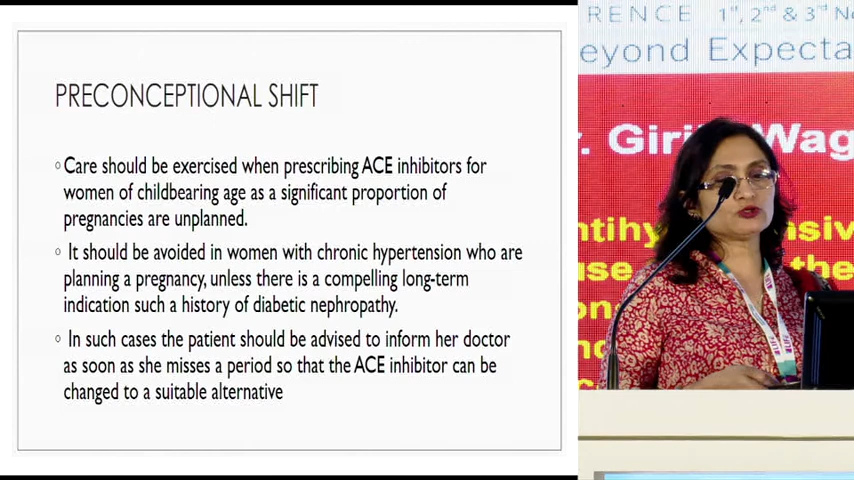 PRECONCEPTIONAL SHIFT
Care should be exercised when prescribing ACE inhibitors for
women of childbearing age as a significant proportion of
pregnancies are unplanned.
It should be avoided in women with chronic hypertension who are
planning a pregnancy, unless there is a compelling long-term
indication such a history of diabetic nephropathy.
In such cases the patient should be advised to inform her doctor
as soon as she misses a period so that the ACE inhibitor can be
changed to a suitable alternative
RENCE 1st, 2nd & 3rd No
eyond Expecta
r. Girija Wag
ntihy nsive
use the